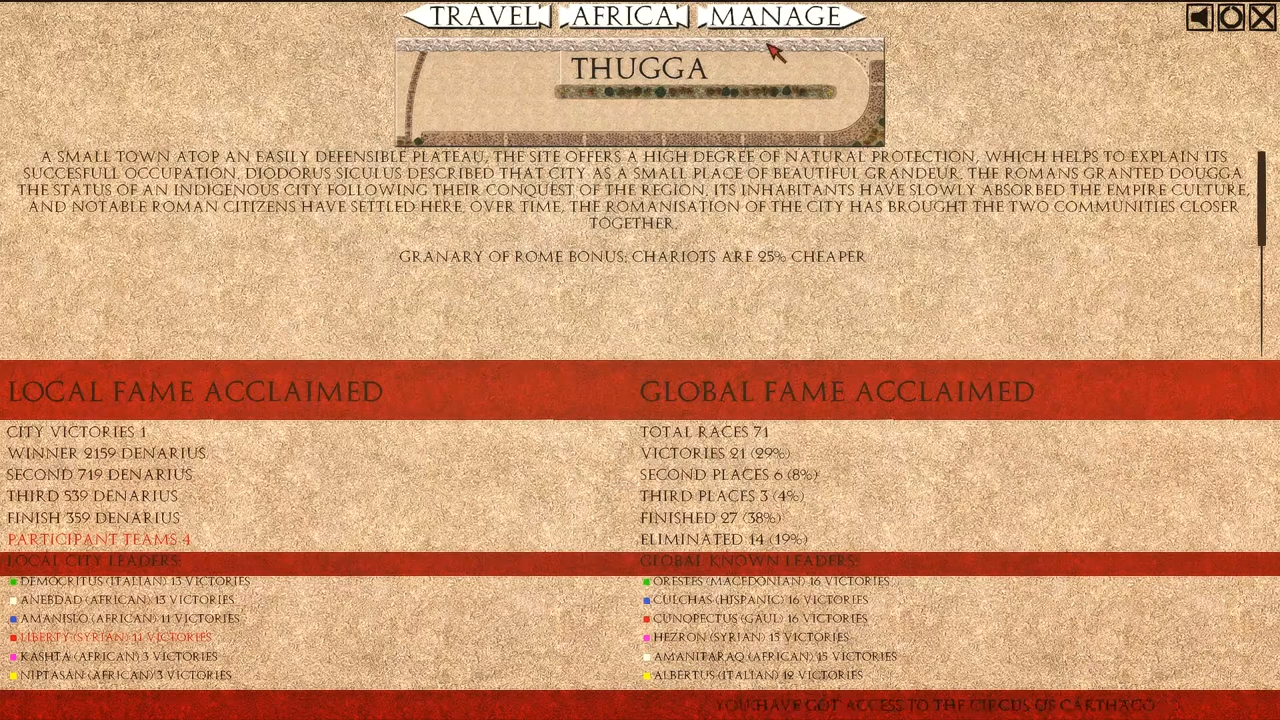 TRAVEL AFRICA MANAGE
THUGGA
A SMALL TOWN ATOP AN EASILY DEFENSIBLE PLATEAU, THE SITE OFFERS A HIGH DEGREE OF NATURAL PROTECTION, WHICH HELPS TO EXPLAIN ITS
SUCCESFULL OCCUPATION. DIODORUS SICULUS DESCRIBED THAT CITY AS A SMALL PLACE OF BEAUTIFUL GRANDEUR. THE ROMANS GRANTED DOUGGA
THE STATUS OF AN INDIGENOUS CITY FOLLOWING THEIR CONQUEST OF THE REGION. ITS INHABITANTS HAVE SLOWLY ABSORBED THE EMPIRE CULTURE,
AND NOTABLE ROMAN CITIZENS HAVE SETTLED HERE. OVER TIME, THE ROMANISATION OF THE CITY HAS BROUGHT THE TWO COMMUNITIES CLOSER
TOGETHER.
GRANARY OF ROME BONUS: CHARIOTS ARE 25% CHEAPER
LOCAL FAME ACCLAIMED
CITY VICTORIES 1
WINNER 2159 DENARIUS
SECOND 719 DENARIUS
THIRD 539 DENARIUS
FINISH 359 DENARIUS
PARTICIPANT TEAMS 4
LOCAL CITY LEADERS:
DEMOCRITUS (ITALIAN) 13 VICTORIES
ANEBDAD (AFRICAN) 13 VICTORIES
AMANISLO (AFRICAN) 11 VICTORIES
LIBERTY (SYRIAN) 11 VICTORIES
KASHTA (AFRICAN) 3 VICTORIES
NIPTASAN (AFRICAN) 3 VICTORIES
GLOBAL FAME ACCLAIMED
TOTAL RACES 71
VICTORIES 21 (29%)
SECOND PLACES 6 (8%)
THIRD PLACES 3 (4%)
FINISHED 27 (38%)
ELIMINATED 14 (19%)
GLOBAL KNOWN LEADERS:
ORESTES (MACEDONIAN) 16 VICTORIES
CULCHAS (HISPANIC) 16 VICTORIES
CUNOPECTUS (GAUL) 16 VICTORIES
HEZRON (SYRIAN) 15 VICTORIES
AMANITARAQ (AFRICAN) 15 VICTORIES
ALBERTUS (ITALIAN) 12 VICTORIES
YOU HAVE GOT ACCESS TO THE CIRCUS OF CARTHAGO